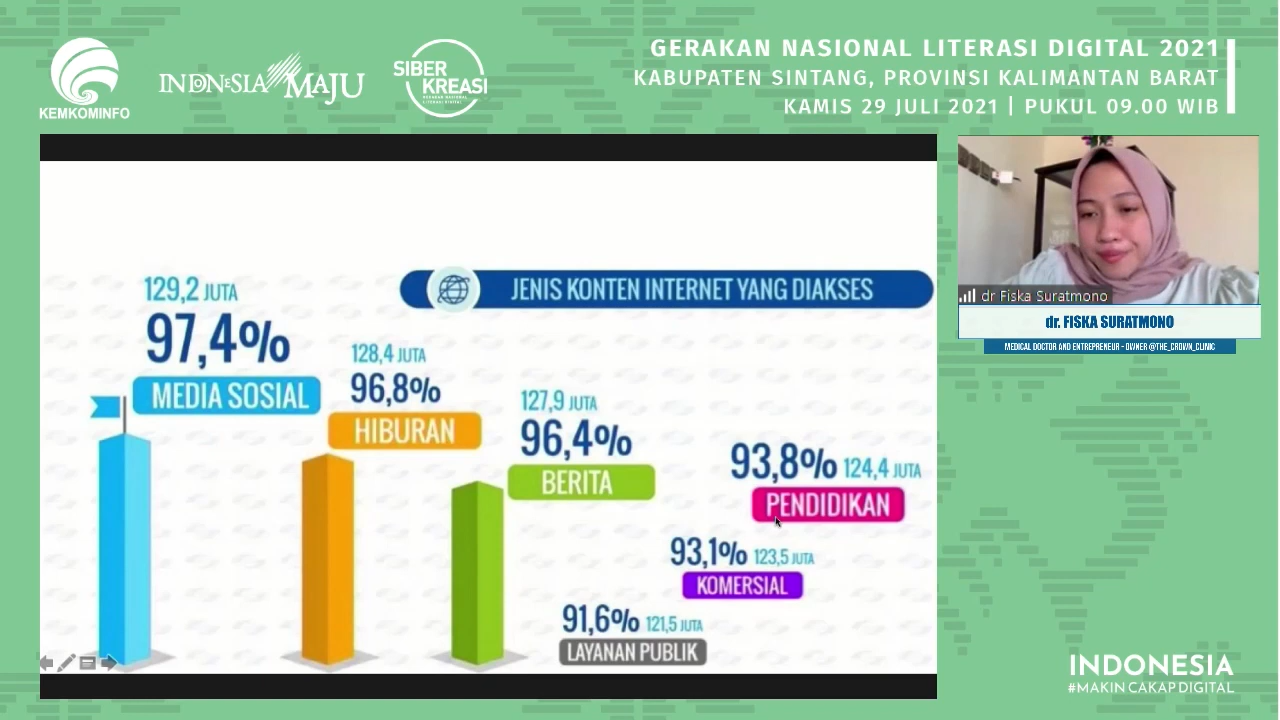 KEMKOMINFO
INDONESIA MAJU
SIBER
KREASI
GERAKAN NASIONAL LITERASI DIGITAL 2021
KABUPATEN SINTANG, PROVINSI KALIMANTAN BARAT
KAMIS 29 JULI 2021 | PUKUL 09.00 WIB
JENIS KONTEN INTERNET YANG DIAKSES
129,2 JUTA
97,4%
MEDIA SOSIAL
128,4 JUTA
96,8%
HIBURAN
127,9 JUTA
96,4%
BERITA
93,8% 124,4 JUTA
PENDIDIKAN
93,1% 123,5 JUTA
KOMERSIAL
91,6% 121,5 JUTA
LAYANAN PUBLIK
dr Fiska Suratmono
dr. FISKA SURATMONO
MEDICAL DOCTOR AND ENTREPRENEUR - OWNER @THE_CROWN_CLINIC
INDONESIA
#MAKIN CAKAP DIGITAL